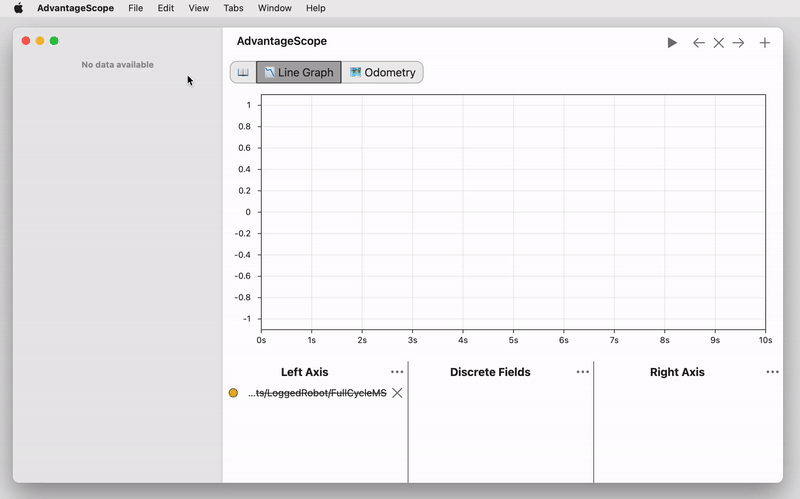 AdvantageScope File Edit View Tabs Window Help
No data available
AdvantageScope
Line Graph Odometry
1
0.8
0.6
0.4
0.2
0
-0.2
-0.4
-0.6
-0.8
-1
0s 1s 2s 3s 4s 5s 6s 7s 8s 9s 10s
Left Axis ••• Discrete Fields ••• Right Axis •••
...ts/LoggedRobot/FullCycleMS